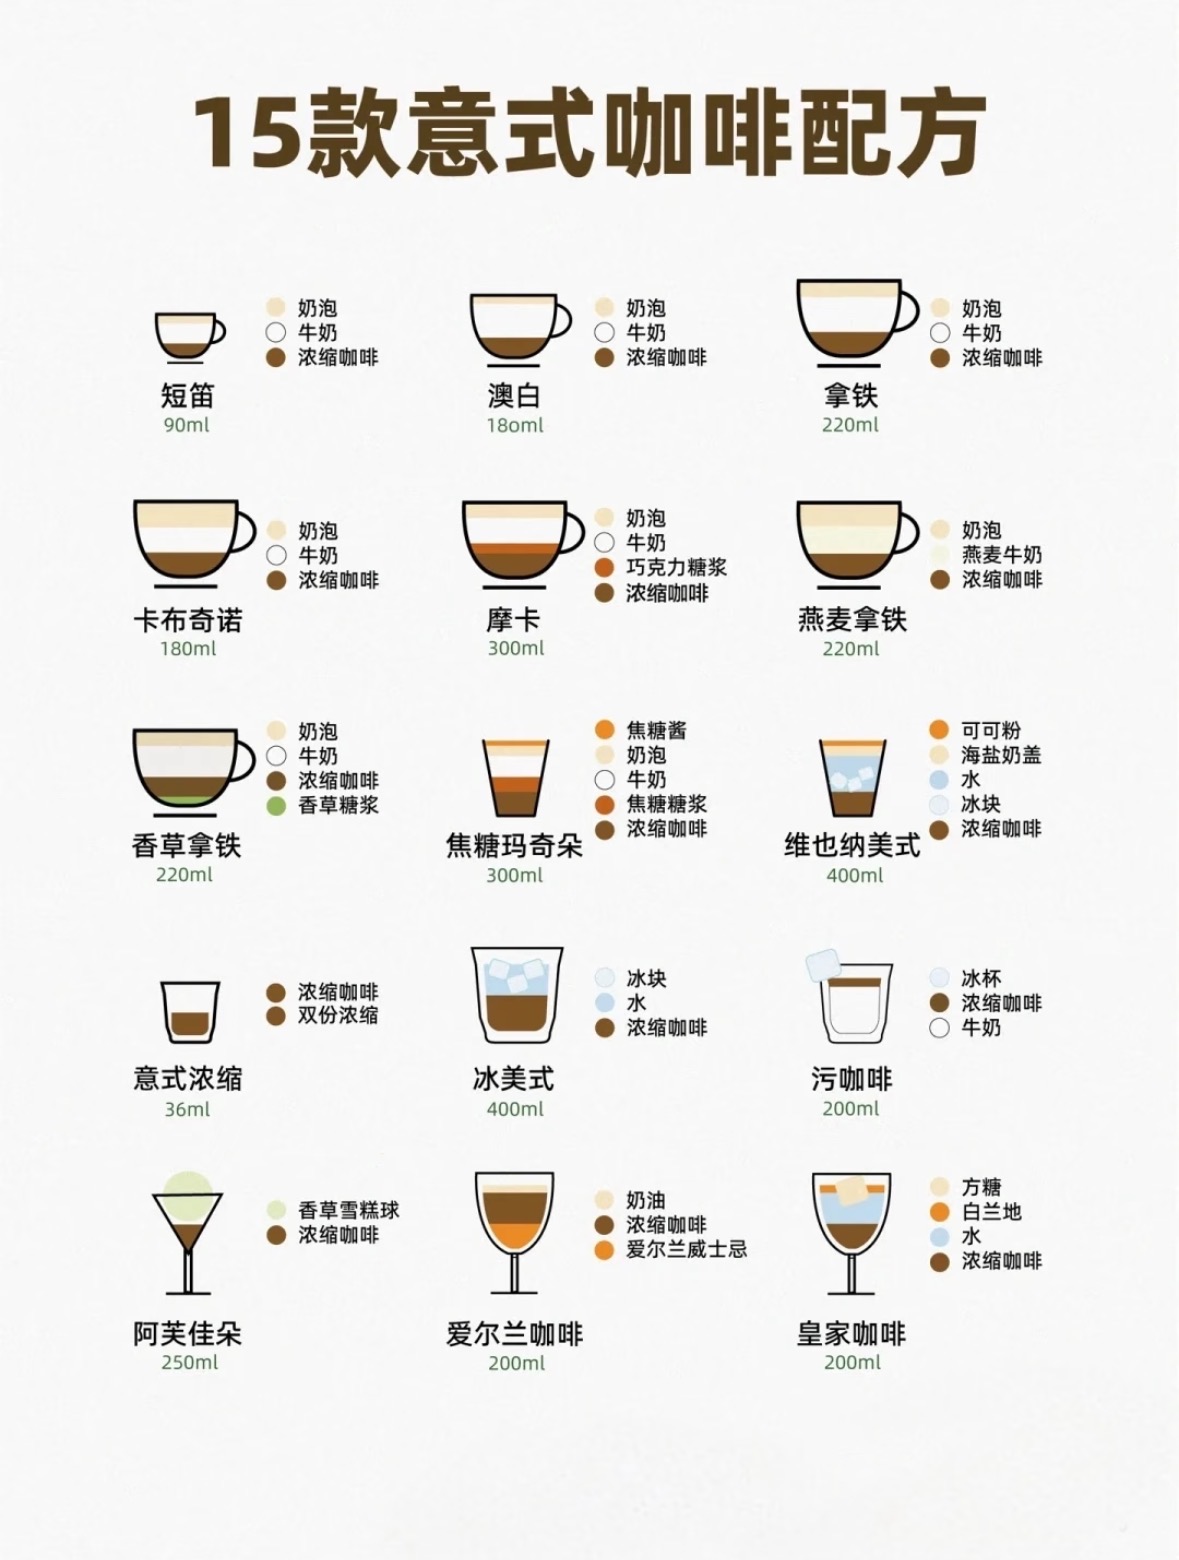 15款意式咖啡配方
奶泡
牛奶
浓缩咖啡
短笛
90ml
奶泡
牛奶
浓缩咖啡
澳白
18oml
奶泡
牛奶
浓缩咖啡
拿铁
220ml
奶泡
牛奶
浓缩咖啡
卡布奇诺
180ml
奶泡
牛奶
巧克力糖浆
浓缩咖啡
摩卡
300ml
奶泡
燕麦牛奶
浓缩咖啡
燕麦拿铁
220ml
奶泡
牛奶
浓缩咖啡
香草糖浆
香草拿铁
220ml
焦糖酱
奶泡
牛奶
焦糖糖浆
浓缩咖啡
焦糖玛奇朵
300ml
可可粉
海盐奶盖
水
冰块
浓缩咖啡
维也纳美式
400ml
浓缩咖啡
双份浓缩
意式浓缩
36ml
冰块
水
浓缩咖啡
冰美式
400ml
冰杯
浓缩咖啡
牛奶
污咖啡
200ml
香草雪糕球
浓缩咖啡
阿芙佳朵
250ml
奶油
浓缩咖啡
爱尔兰威士忌
爱尔兰咖啡
200ml
方糖
白兰地
水
浓缩咖啡
皇家咖啡
200ml